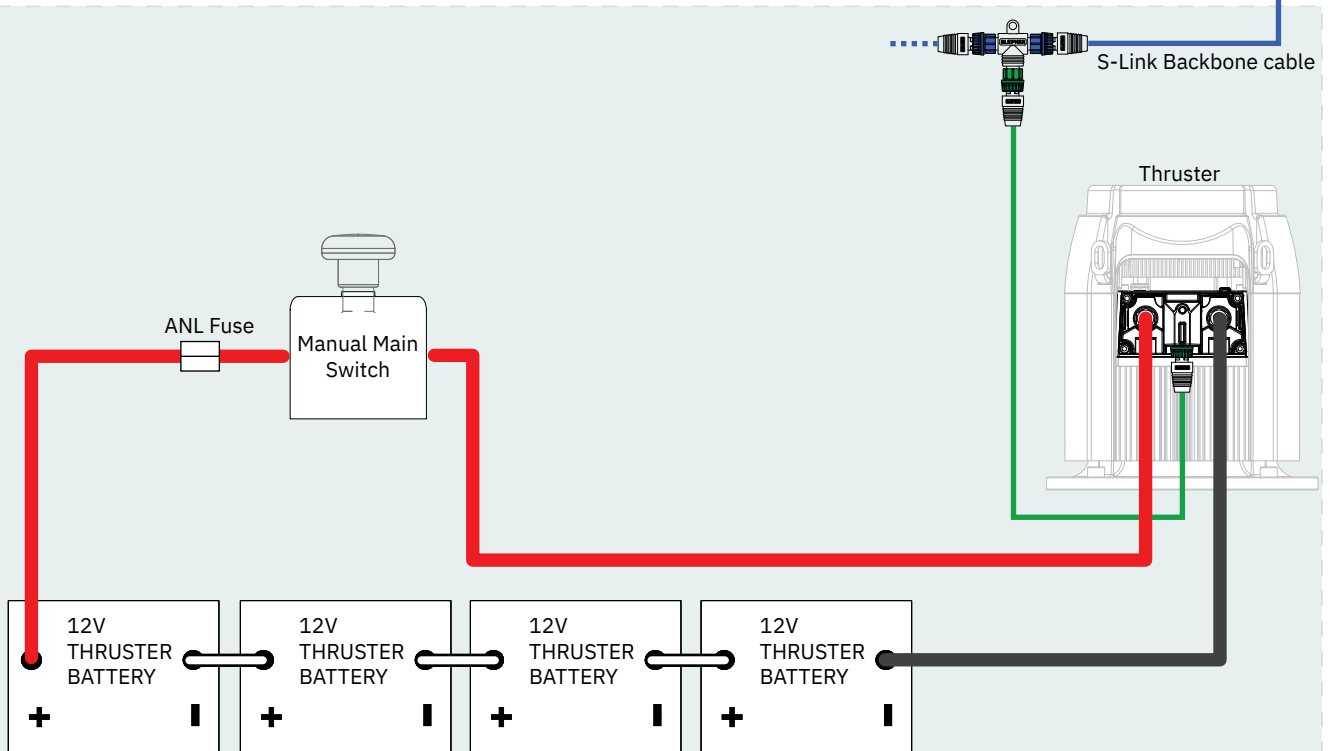 S-Link Backbone cable
Thruster
ANL Fuse
Manual Main
Switch
12V
THRUSTER
BATTERY
+ -
12V
THRUSTER
BATTERY
+ -
12V
THRUSTER
BATTERY
+ -
12V
THRUSTER
BATTERY
+ -